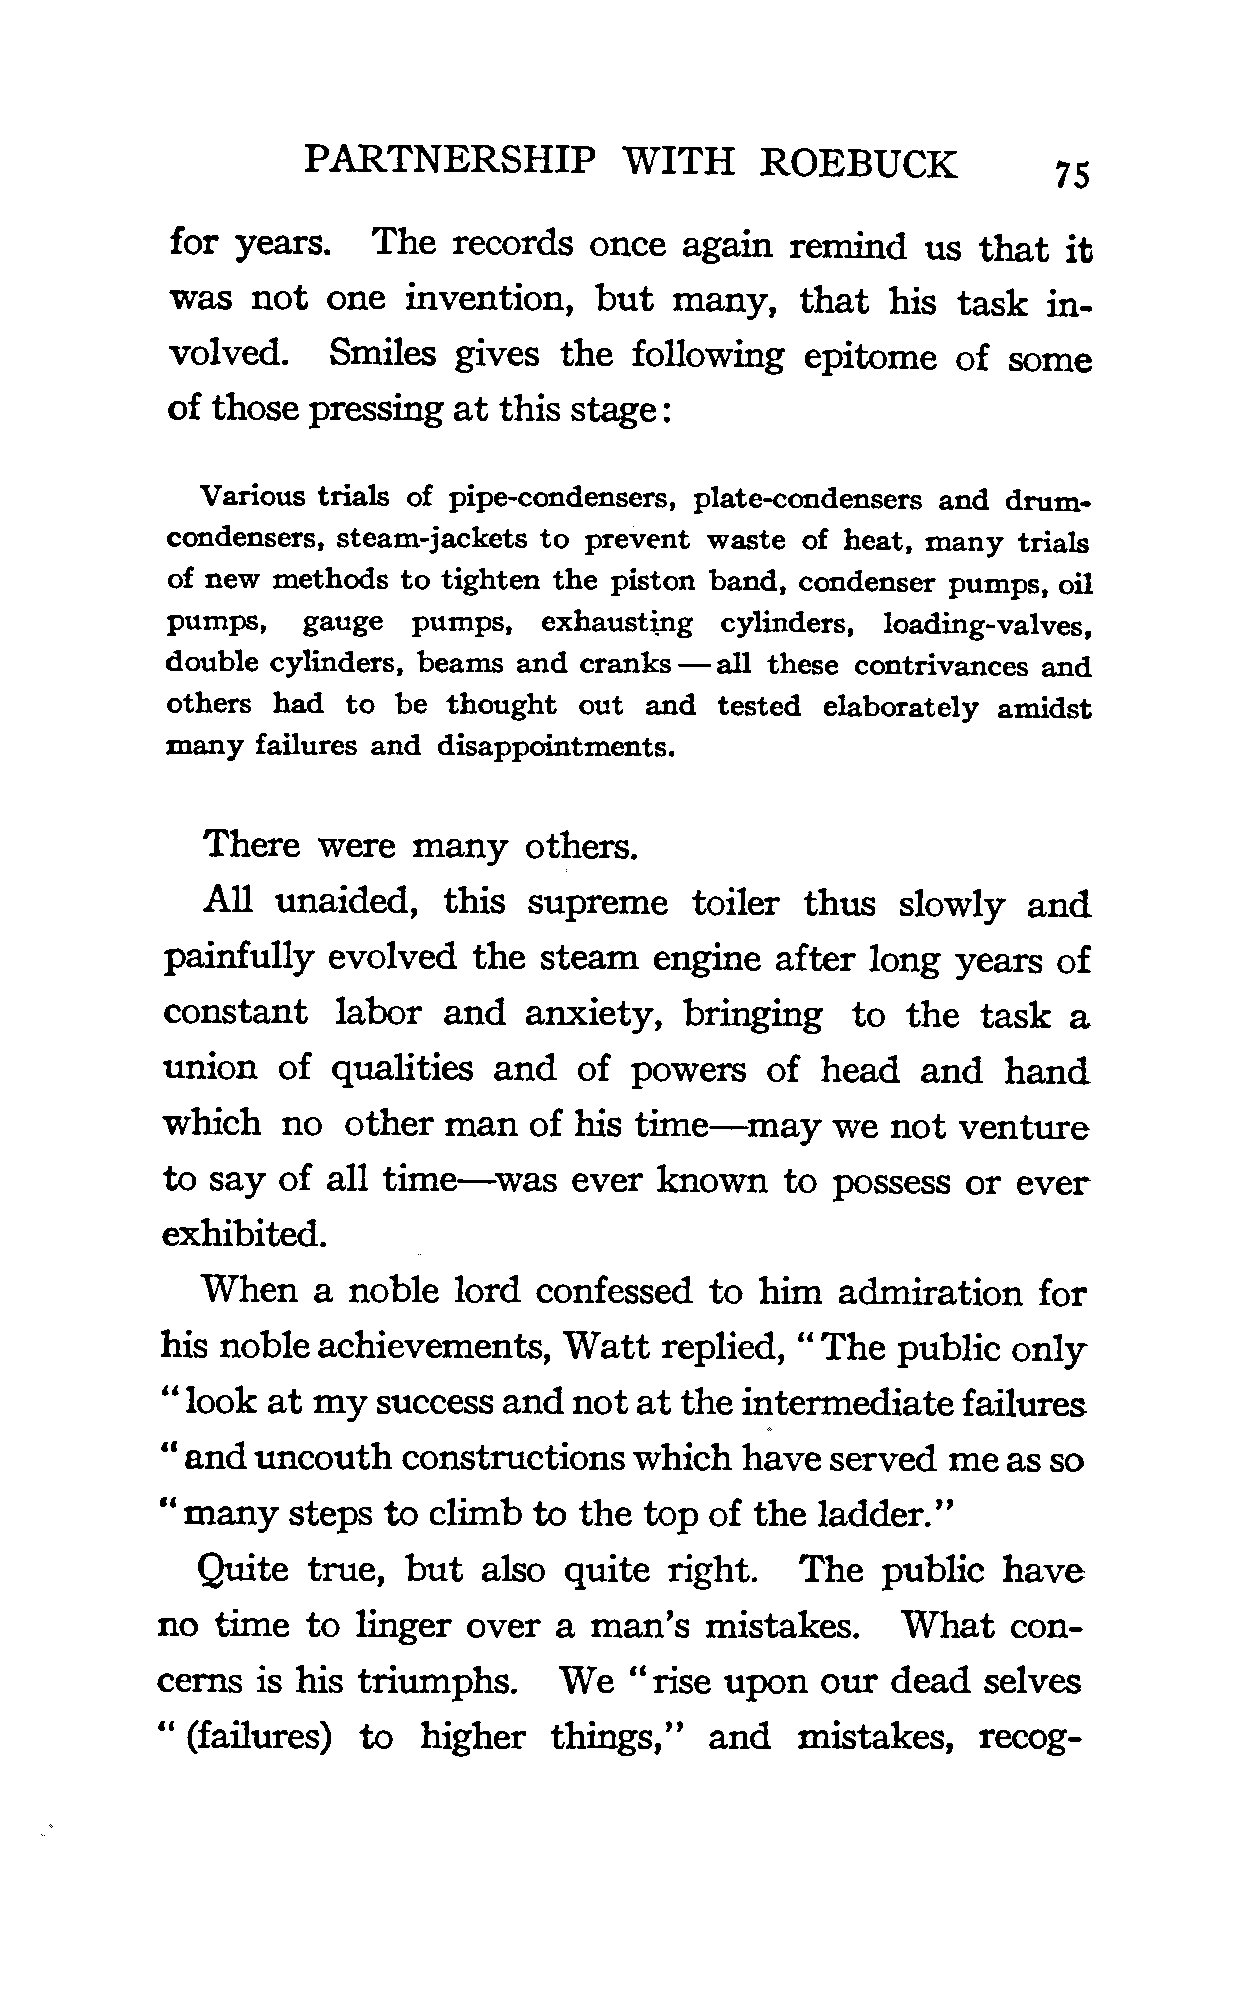 PARTNERSHIP WITH ROEBUCK 75
for years. The records once again remind us that it
was not one invention, but many, that his task in-
volved. Smiles gives the following epitome of some
of those pressing at this stage:
Various trials of pipe-condensers, plate-condensers and drum-
condensers, steam-jackets to prevent waste of heat, many trials
of new methods to tighten the piston band, condenser pumps, oil
pumps, gauge pumps, exhausting cylinders, loading-valves,
double cylinders, beams and cranks — all these contrivances and
others had to be thought out and tested elaborately amidst
many failures and disappointments.
There were many others.
All unaided, this supreme toiler thus slowly and
painfully evolved the steam engine after long years of
constant labor and anxiety, bringing to the task a
union of qualities and of powers of head and hand
which no other man of his time—may we not venture
to say of all time—was ever known to possess or ever
exhibited.
When a noble lord confessed to him admiration for
his noble achievements, Watt replied, "The public only
"look at my success and not at the intermediate failures
"and uncouth constructions which have served me as so
"many steps to climb to the top of the ladder."
Quite true, but also quite right. The public have
no time to linger over a man's mistakes. What con-
cerns is his triumphs. We "rise upon our dead selves
" (failures) to higher things," and mistakes, recog-